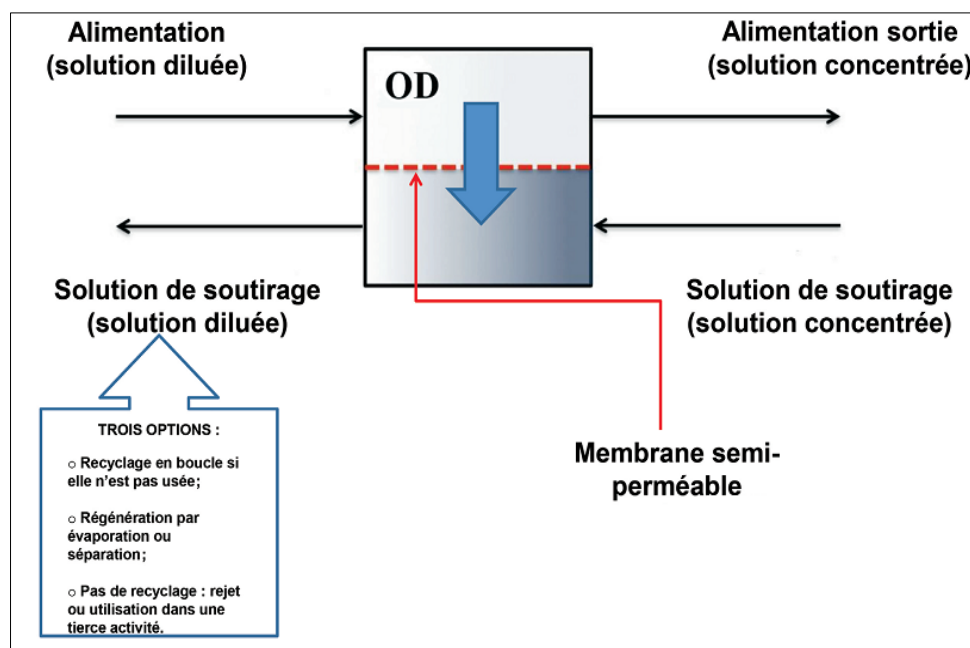 Alimentation
(solution diluée)
Alimentation sortie
(solution concentrée)
OD
Solution de soutirage
(solution diluée)
Solution de soutirage
(solution concentrée)
TROIS OPTIONS :
o Recyclage en boucle si
elle n'est pas usée;
o Régénération par
évaporation ou
séparation;
o Pas de recyclage : rejet
ou utilisation dans une
tierce activité.
Membrane semi-
perméable